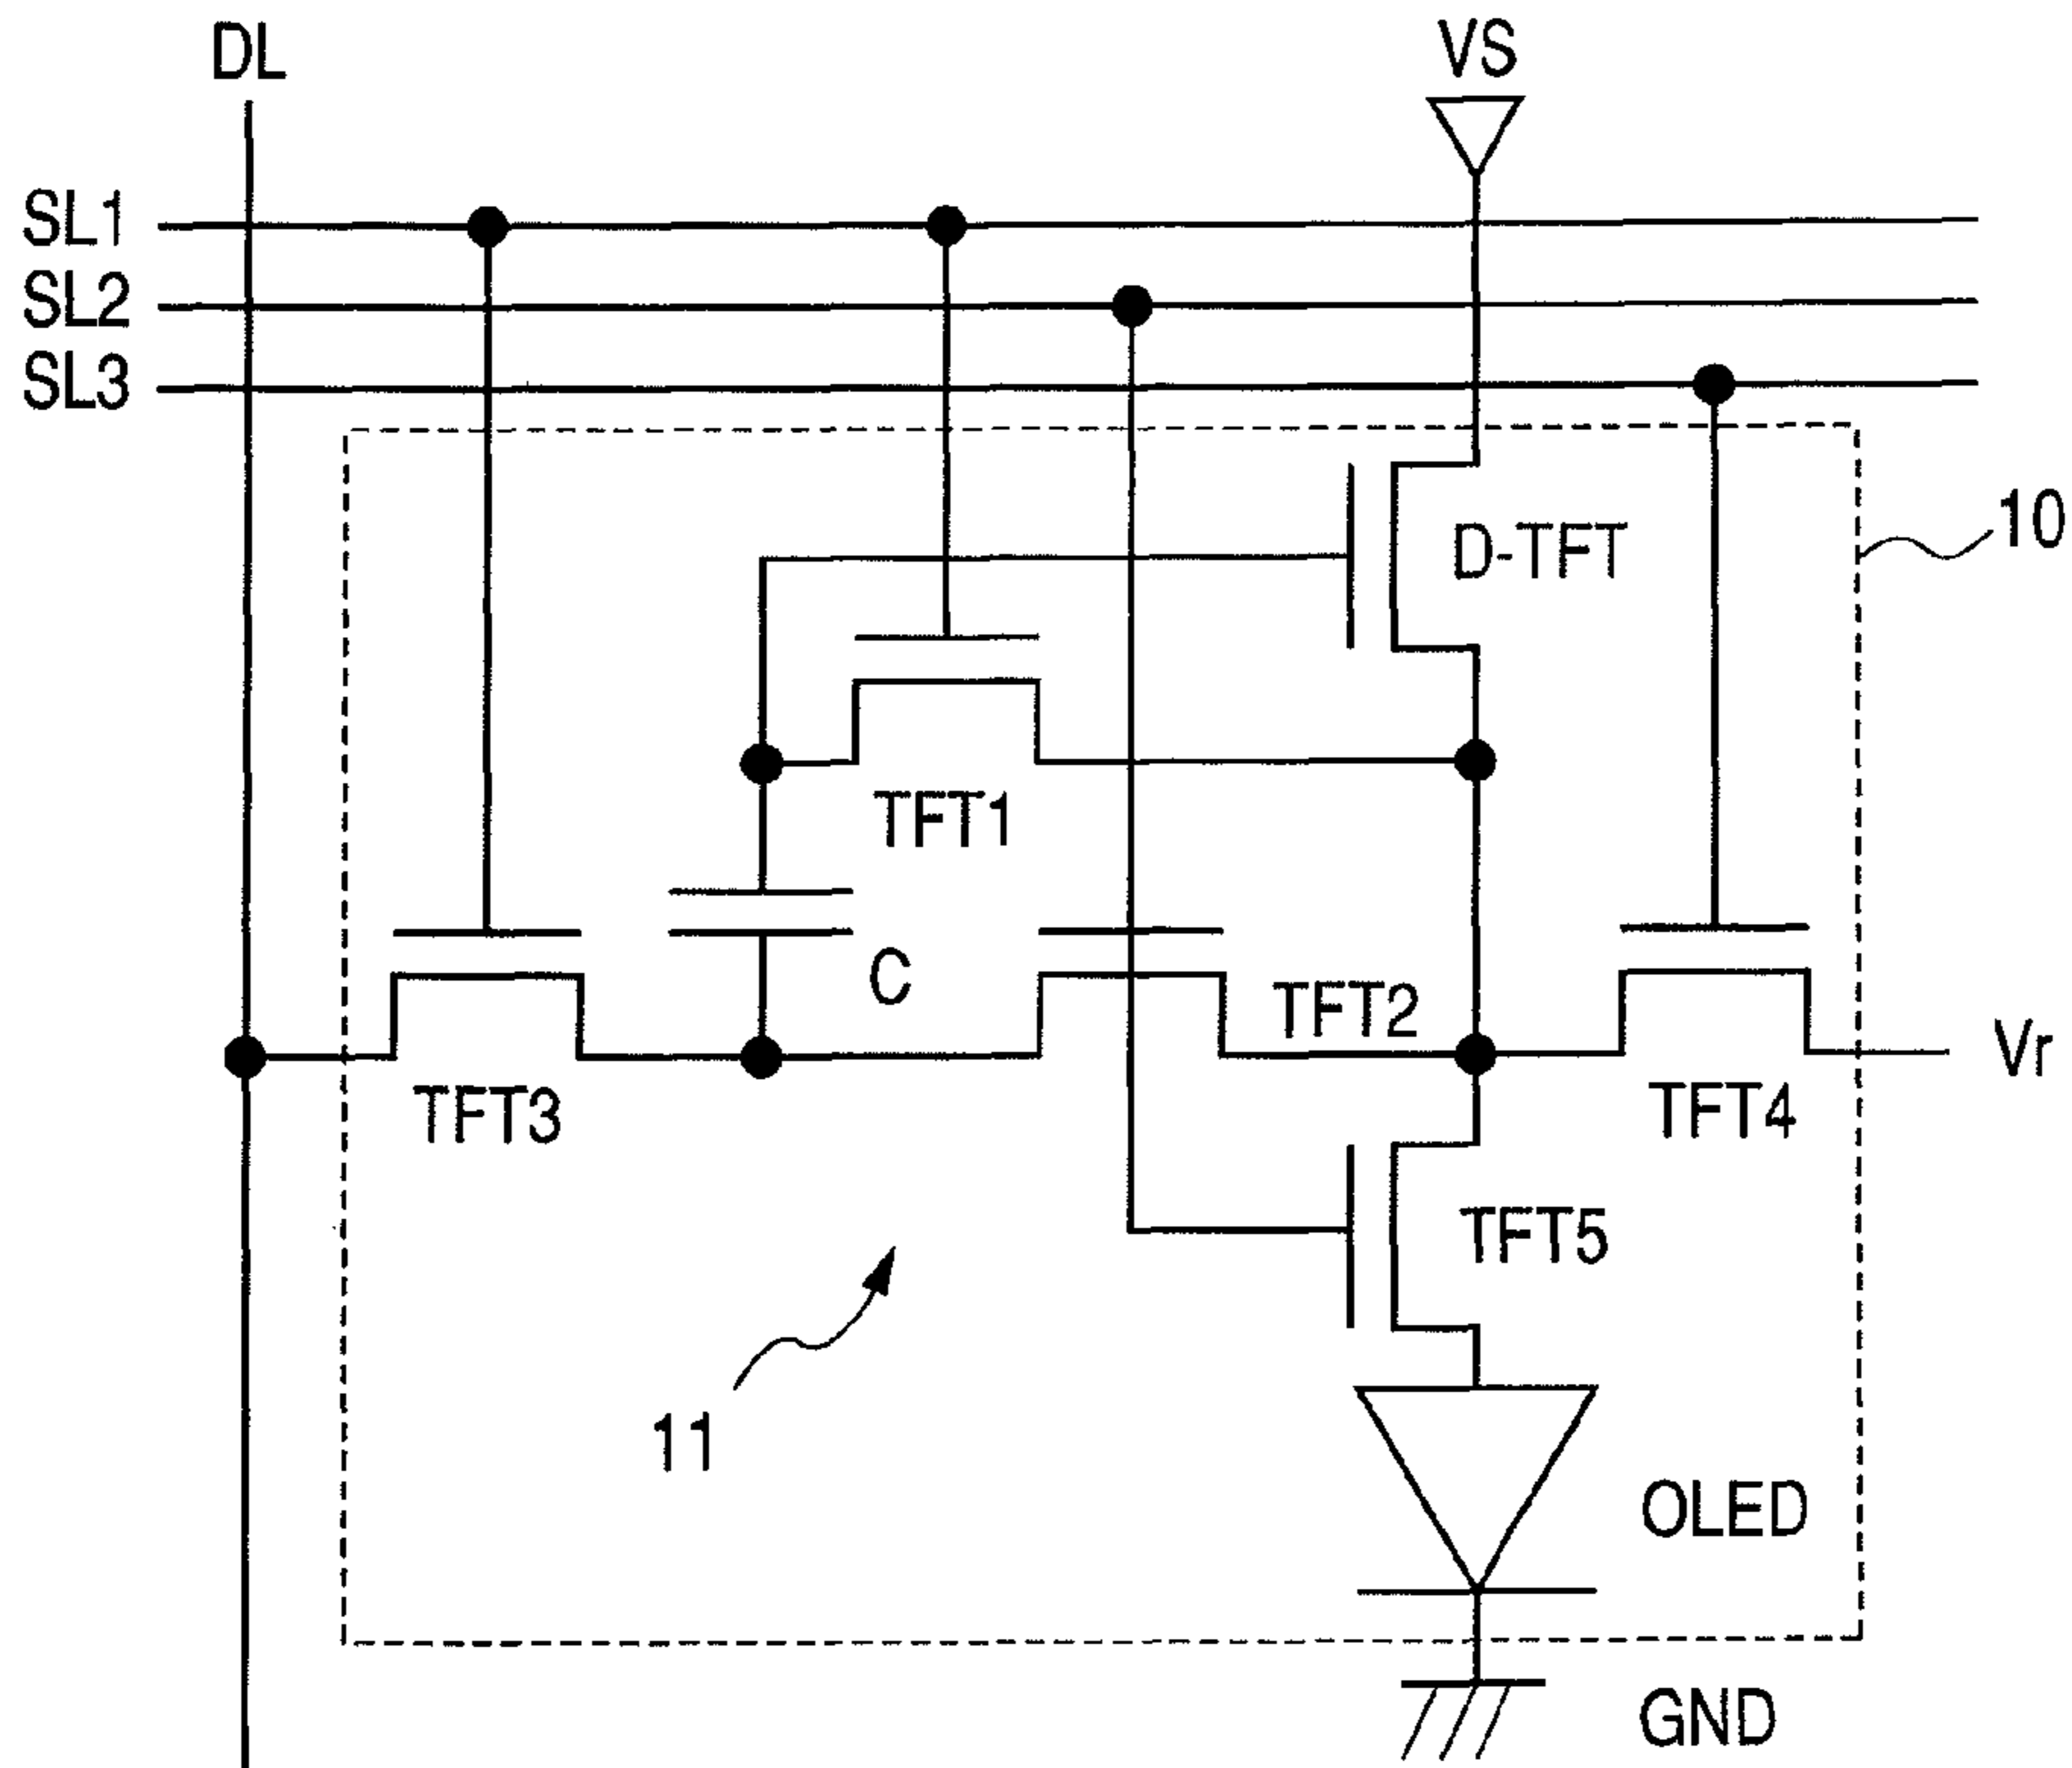 DL
VS
SL1
SL2
SL3
10
D-TFT
TFT1
C
TFT2
Vr
TFT3
TFT4
TFT5
11
OLED
GND